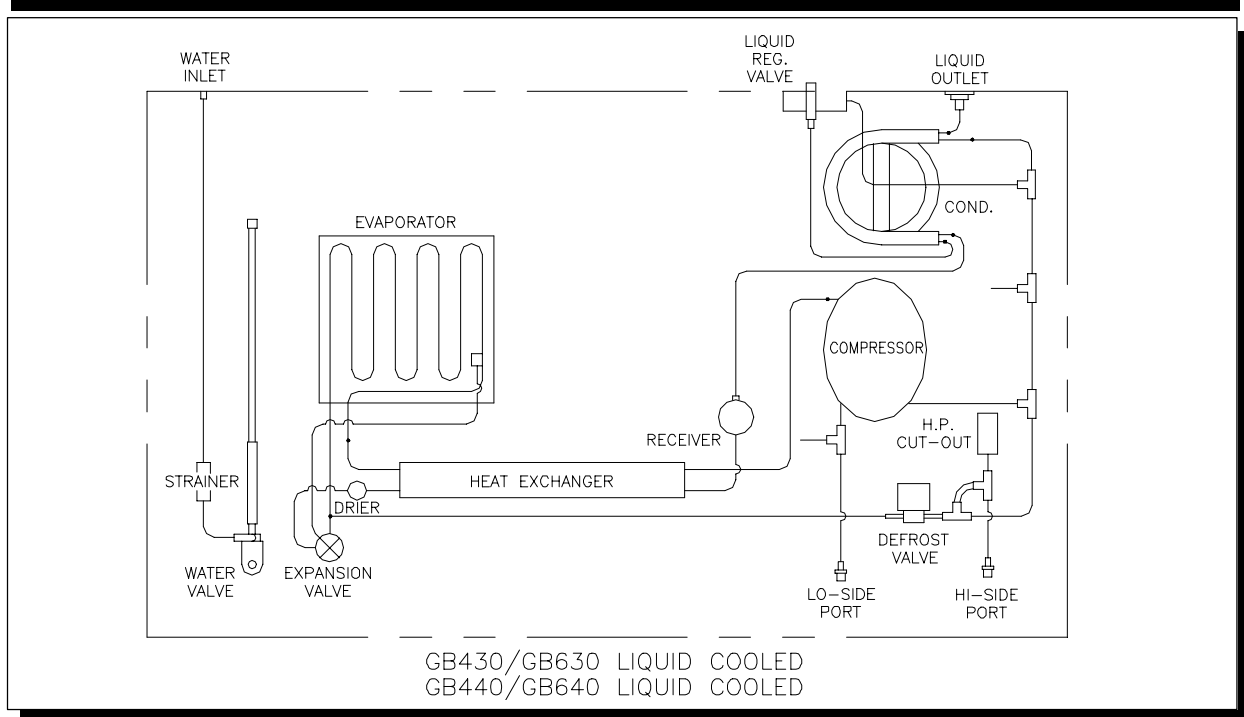 WATER
INLET
LIQUID
REG.
VALVE
LIQUID
OUTLET
EVAPORATOR
COND.
COMPRESSOR
RECEIVER
H.P.
CUT-OUT
STRAINER
HEAT EXCHANGER
DRIER
DEFROST
VALVE
WATER
VALVE
EXPANSION
VALVE
LO-SIDE
PORT
HI-SIDE
PORT
GB430/GB630 LIQUID COOLED
GB440/GB640 LIQUID COOLED